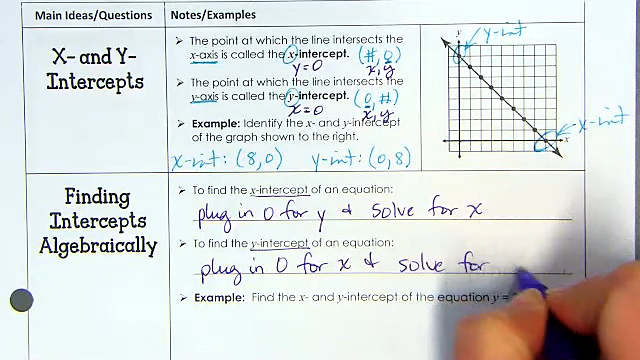 Main Ideas/Questions
Notes/Examples
X- and Y-
Intercepts
The point at which the line intersects the
x-axis is called the x-intercept. (#, 0)
y=0 x, y
The point at which the line intersects the
y-axis is called the y-intercept. (0, #)
x=0 x, y
Example: Identify the x- and y-intercept
of the graph shown to the right.
x-int: (8,0) y-int: (0,8)
y
y-int
x-int
x
Finding
Intercepts
Algebraically
To find the x-intercept of an equation:
plug in 0 for y & solve for x
To find the y-intercept of an equation:
plug in 0 for x & solve for
Example: Find the x- and y-intercept of the equation y =